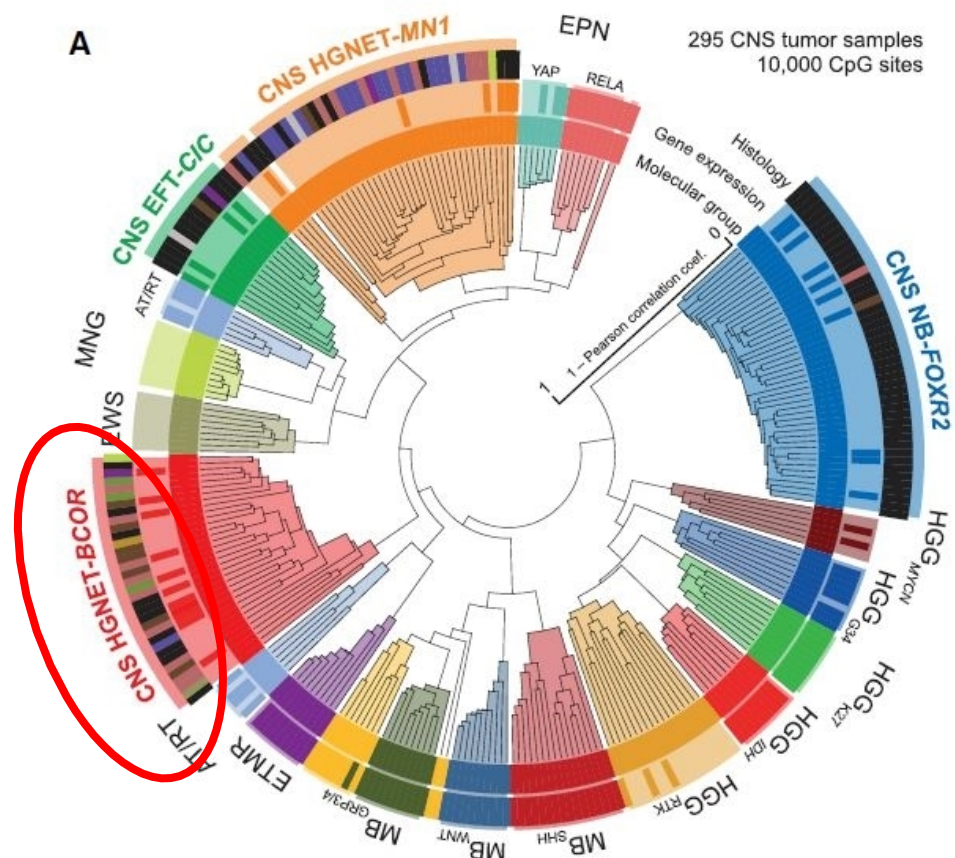 A
295 CNS tumor samples
10,000 CpG sites
EPN
YAP
RELA
CNS HGNET-MN1
CNS EFT-CIC
AT/RT
MNG
EWS
CNS HGNET-BCOR
AT/RT
ETMR
MB GRP3/4
MB WNT
MB SHH
HGG RTK
HGG IDH
HGG K27
HGG G34
HGG MYCN
CNS NB-FOXR2
Histology
Gene expression
Molecular group
0
1 – Pearson correlation coef.
1